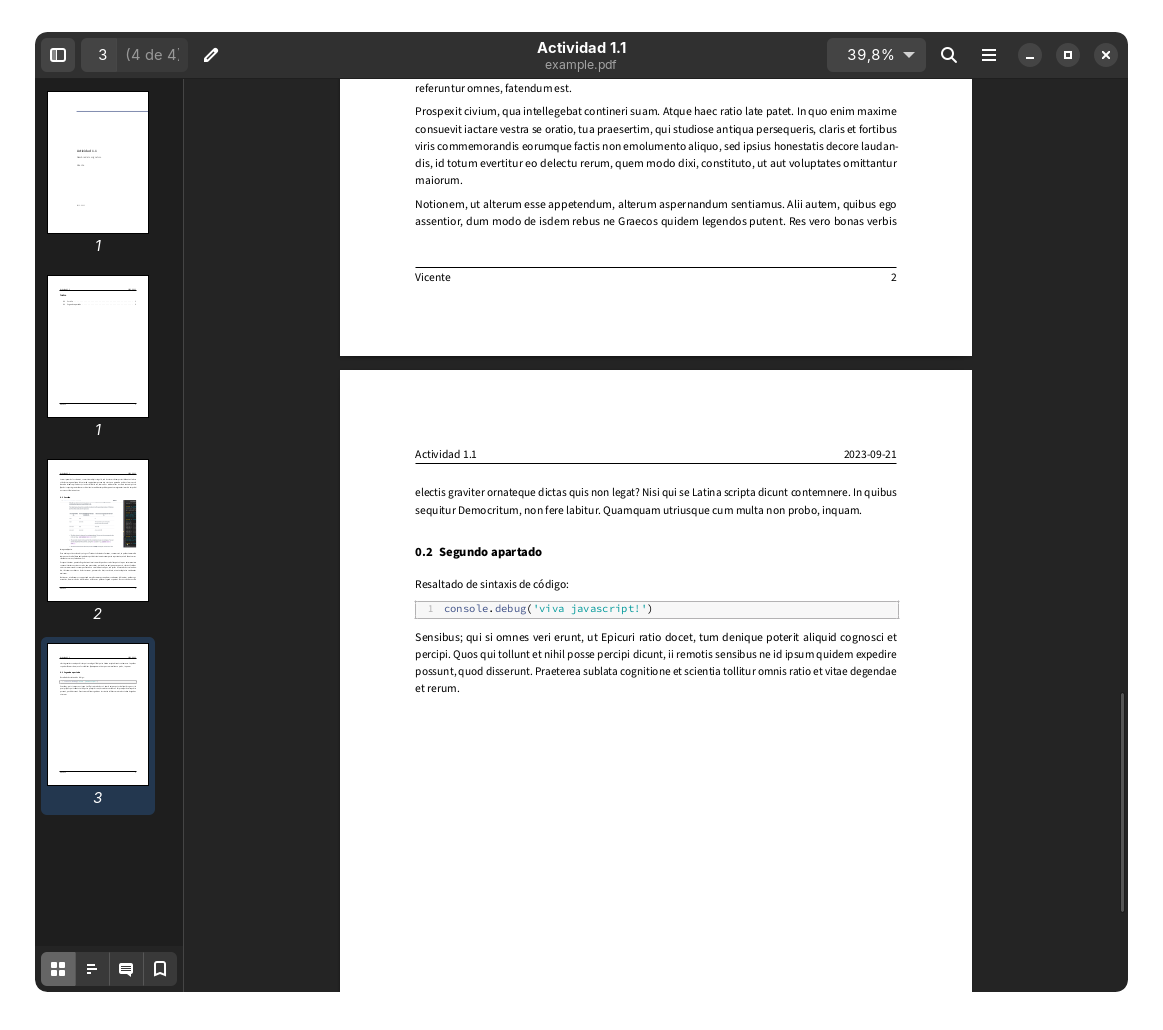 3 (4 de 4)
Actividad 1.1
example.pdf
39,8%
1
1
2
3
referuntur omnes, fatendum est.
Prospexit civium, qua intellegebat contineri suam. Atque haec ratio late patet. In quo enim maxime
consuevit iactare vestra se oratio, tua praesertim, qui studiose antiqua persequeris, claris et fortibus
viris commemorandis eorumque factis non emolumento aliquo, sed ipsius honestatis decore laudan-
dis, id totum evertitur eo delectu rerum, quem modo dixi, constituto, ut aut voluptates omittantur
maiorum.
Notionem, ut alterum esse appetendum, alterum aspernandum sentiamus. Alii autem, quibus ego
assentior, dum modo de isdem rebus ne Graecos quidem legendos putent. Res vero bonas verbis
Vicente 2
Actividad 1.1 2023-09-21
electis graviter ornateque dictas quis non legat? Nisi qui se Latina scripta dicunt contemnere. In quibus
sequitur Democritum, non fere labitur. Quamquam utriusque cum multa non probo, inquam.
0.2 Segundo apartado
Resaltado de sintaxis de código:
1 console.debug('viva javascript!')
Sensibus; qui si omnes veri erunt, ut Epicuri ratio docet, tum denique poterit aliquid cognosci et
percipi. Quos qui tollunt et nihil posse percipi dicunt, ii remotis sensibus ne id ipsum quidem expedire
possunt, quod disserunt. Praeterea sublata cognitione et scientia tollitur omnis ratio et vitae degendae
et rerum.